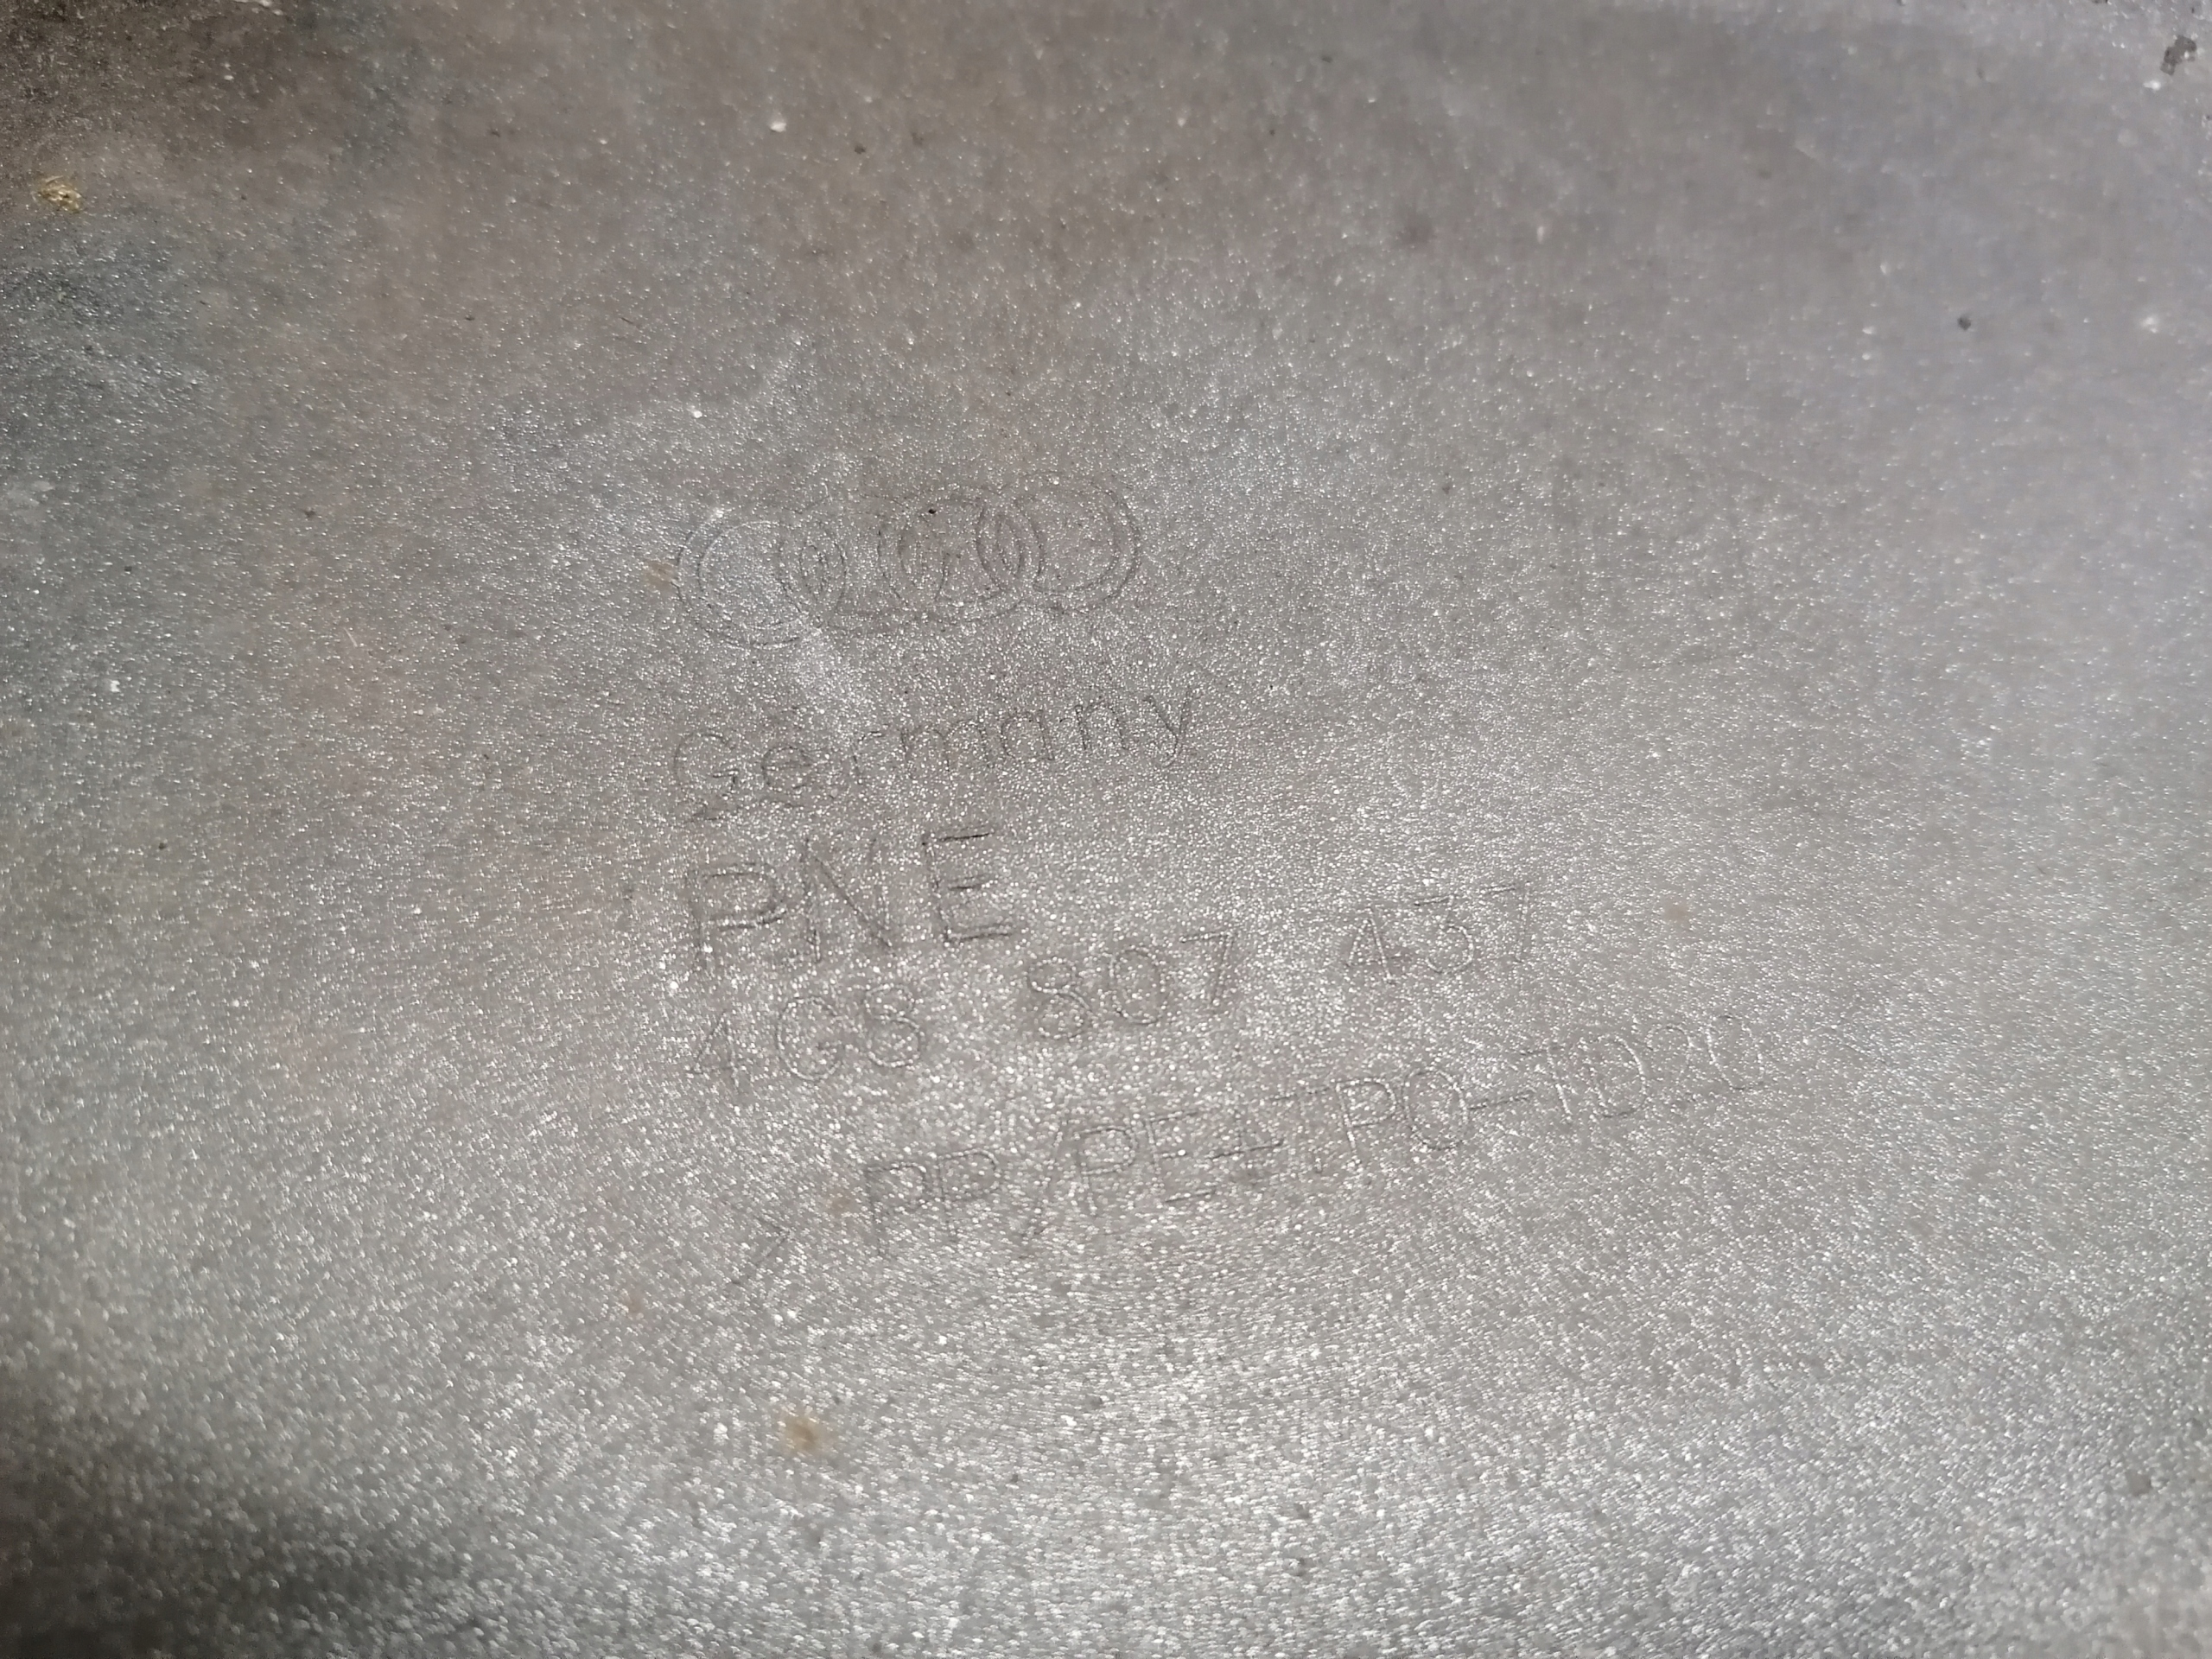 Germany
PNE
4G8 807 437
> PP/PE+TPO-TD20